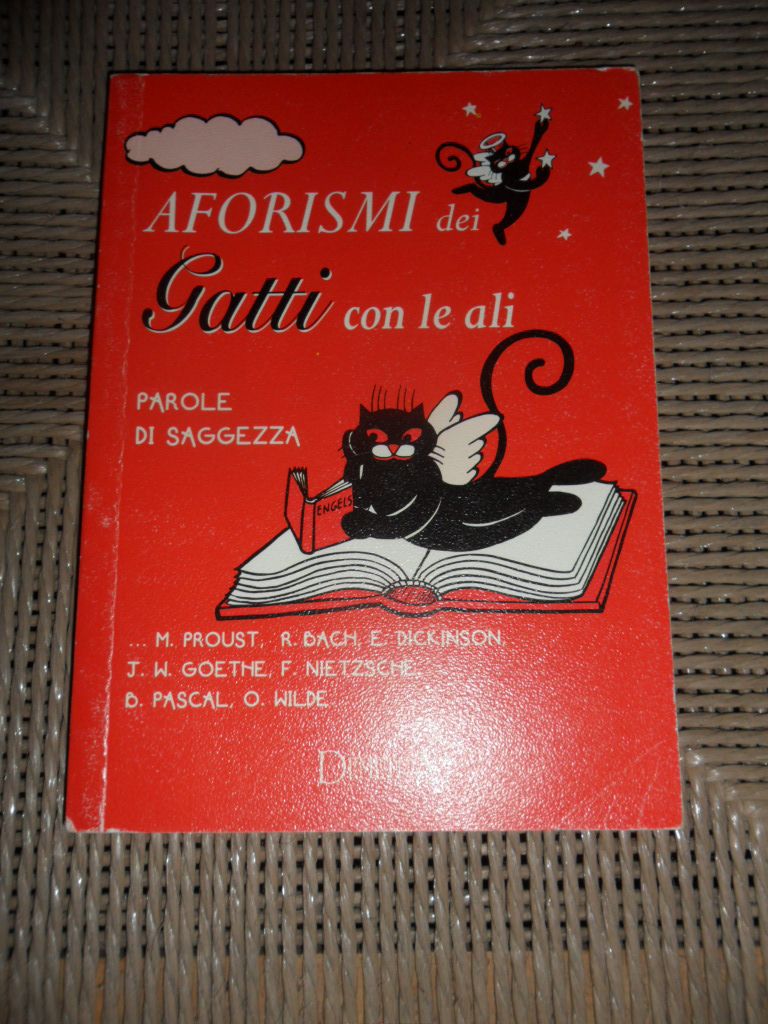 AFORISMI dei
Gatti con le ali
PAROLE
DI SAGGEZZA
ENGELS
... M. PROUST, R. BACH, E. DICKINSON,
J. W. GOETHE, F. NIETZSCHE,
B. PASCAL, O. WILDE